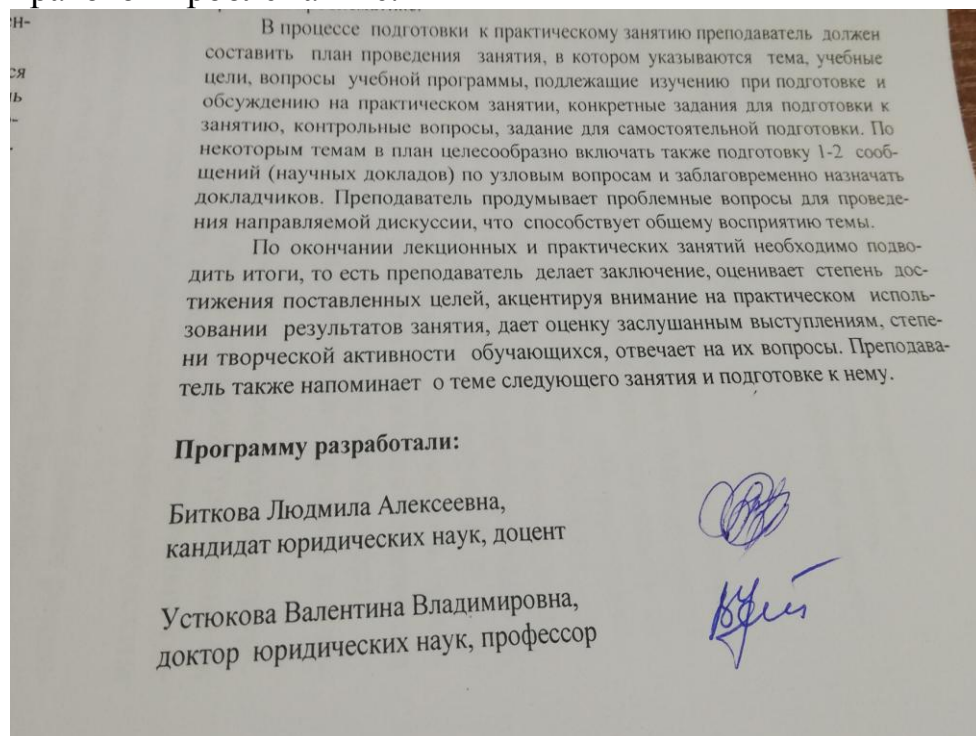 В процессе подготовки к практическому занятию преподаватель должен
составить план проведения занятия, в котором указываются тема, учебные
цели, вопросы учебной программы, подлежащие изучению при подготовке и
обсуждению на практическом занятии, конкретные задания для подготовки к
занятию, контрольные вопросы, задание для самостоятельной подготовки. По
некоторым темам в план целесообразно включать также подготовку 1-2 сооб-
щений (научных докладов) по узловым вопросам и заблаговременно назначать
докладчиков. Преподаватель продумывает проблемные вопросы для проведе-
ния направляемой дискуссии, что способствует общему восприятию темы.
По окончании лекционных и практических занятий необходимо подво-
дить итоги, то есть преподаватель делает заключение, оценивает степень дос-
тижения поставленных целей, акцентируя внимание на практическом исполь-
зовании результатов занятия, дает оценку заслушанным выступлениям, степе-
ни творческой активности обучающихся, отвечает на их вопросы. Преподава-
тель также напоминает о теме следующего занятия и подготовке к нему.
Программу разработали:
Биткова Людмила Алексеевна,
кандидат юридических наук, доцент
Устюкова Валентина Владимировна,
доктор юридических наук, профессор